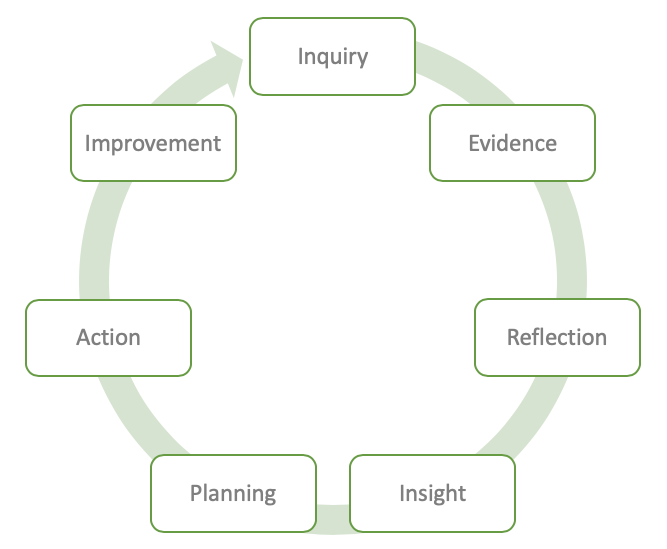 Inquiry
Evidence
Reflection
Insight
Planning
Action
Improvement